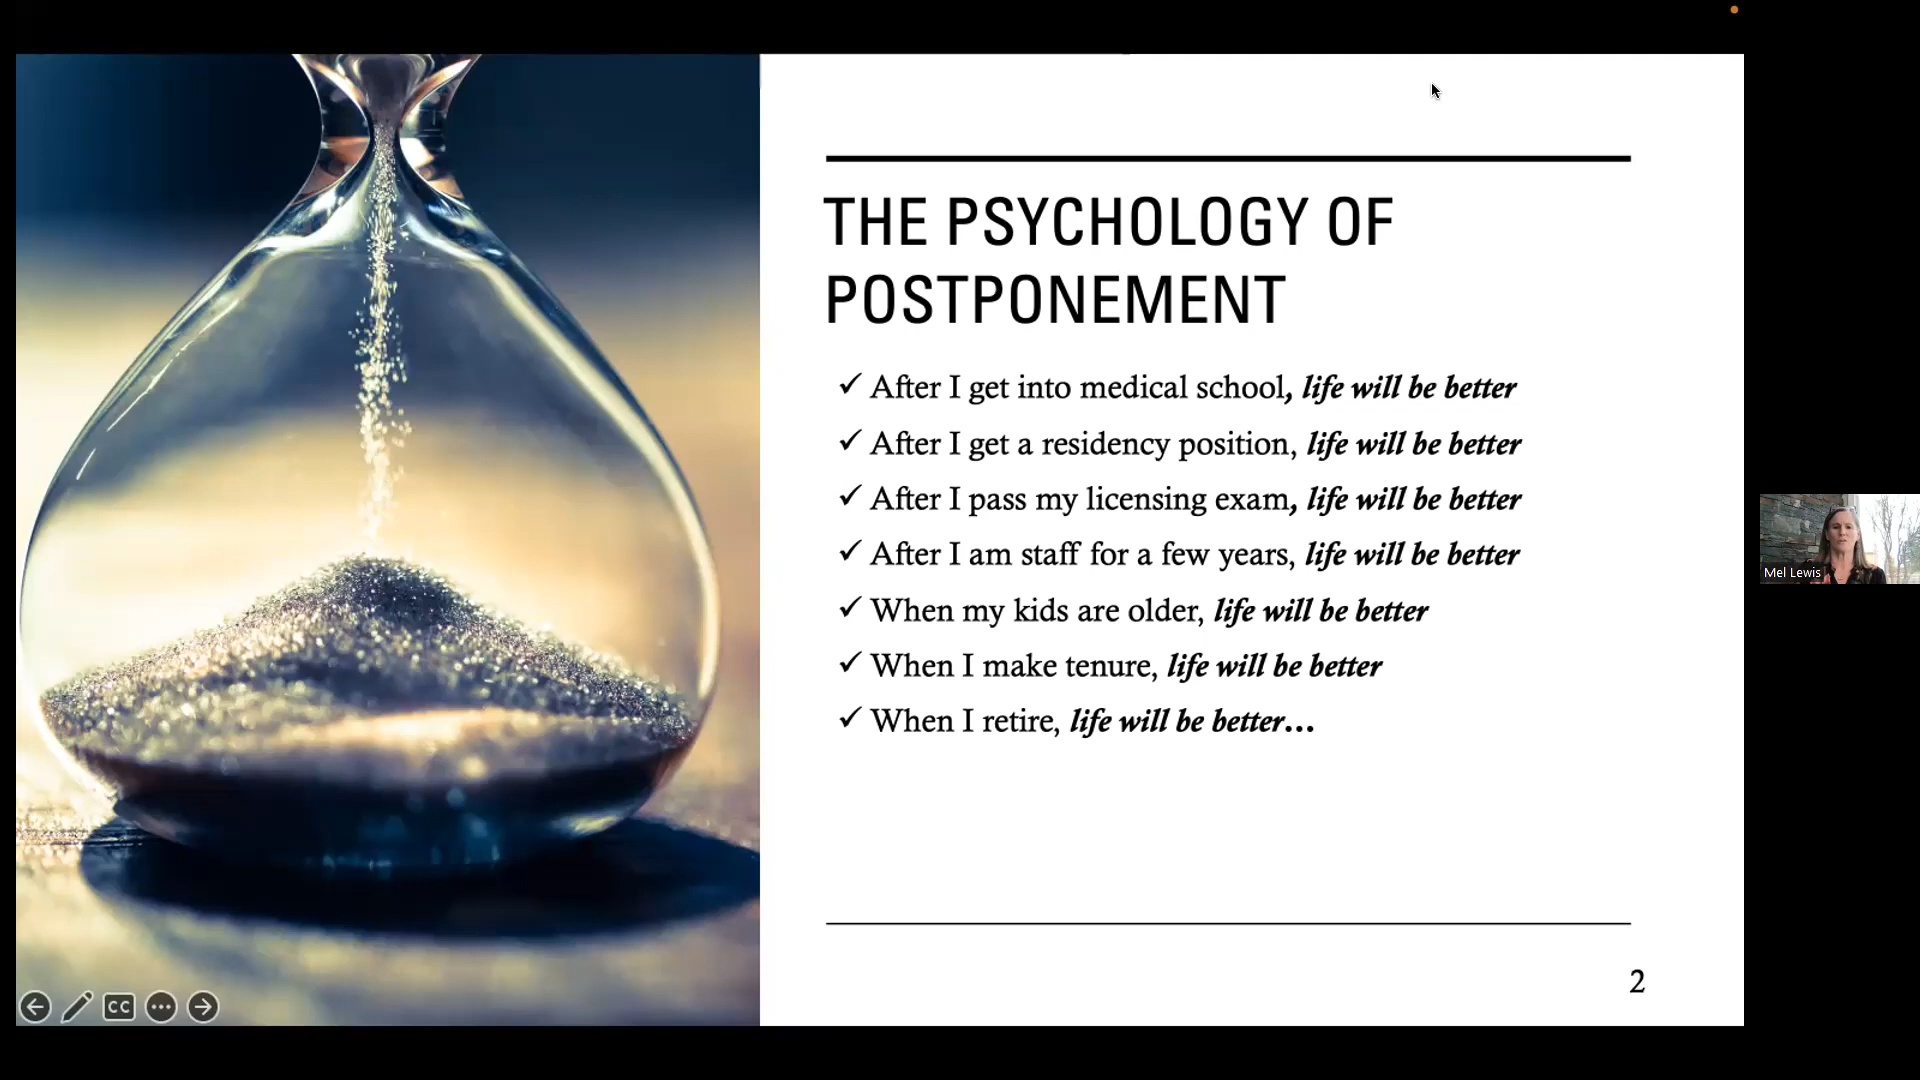 THE PSYCHOLOGY OF
POSTPONEMENT
✓ After I get into medical school, life will be better
✓ After I get a residency position, life will be better
✓ After I pass my licensing exam, life will be better
✓ After I am staff for a few years, life will be better
✓ When my kids are older, life will be better
✓ When I make tenure, life will be better
✓ When I retire, life will be better...
2
CC
Mel Lewis